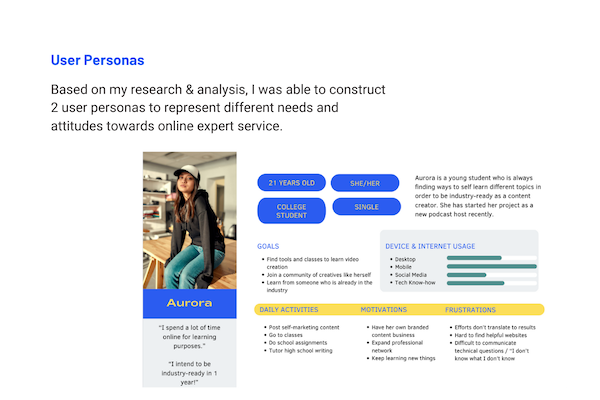 User Personas
Based on my research & analysis, I was able to construct
2 user personas to represent different needs and
attitudes towards online expert service.
21 YEARS OLD
SHE/HER
COLLEGE
STUDENT
SINGLE
Aurora is a young student who is always
finding ways to self learn different topics in
order to be industry-ready as a content
creator. She has started her project as a
new podcast host recently.
GOALS
• Find tools and classes to learn video
creation
• Join a community of creatives like herself
• Learn from someone who is already in the
industry
DEVICE & INTERNET USAGE
• Desktop
• Mobile
• Social Media
• Tech Know-how
Aurora
"I spend a lot of time
online for learning
purposes."
"I intend to be
industry-ready in 1
year!"
DAILY ACTIVITIES
• Post self-marketing content
• Go to classes
• Do school assignments
• Tutor high school writing
MOTIVATIONS
• Have her own branded
content business
• Expand professional
network
• Keep learning new things
FRUSTRATIONS
• Efforts don't translate to results
• Hard to find helpful websites
• Difficult to communicate
technical questions / "I don't
know what I don't know